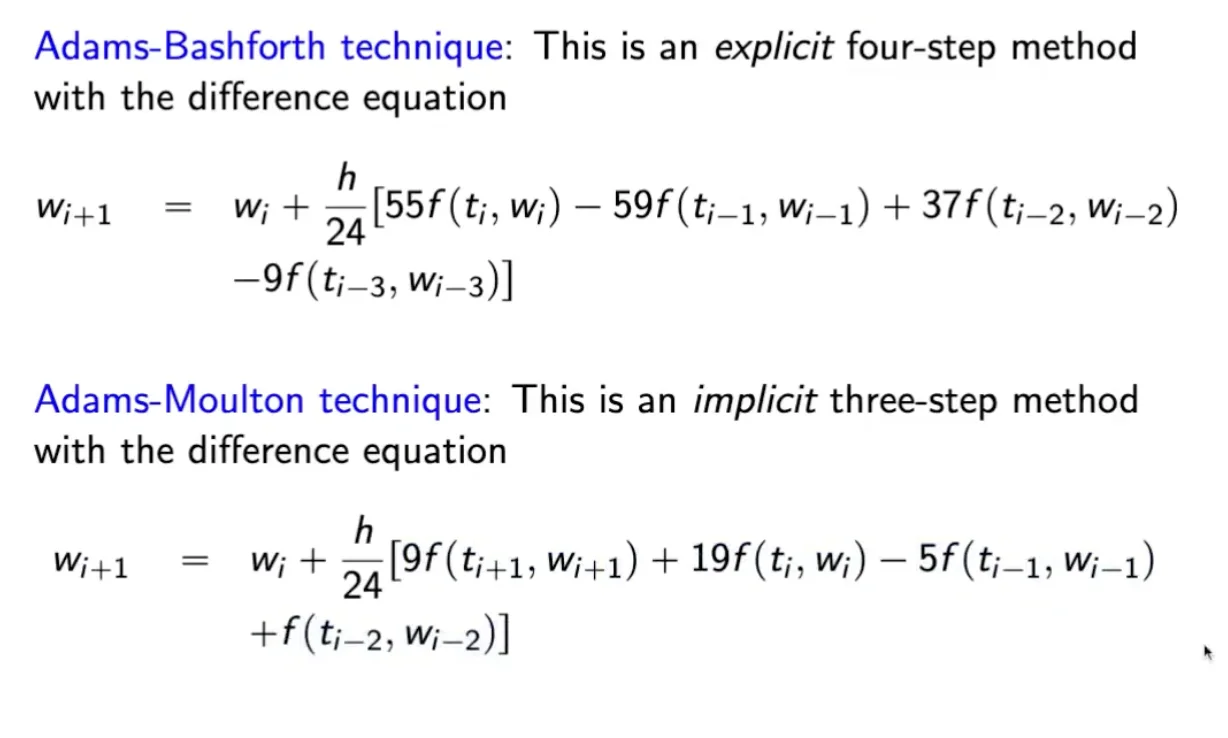 Adams-Bashforth technique: This is an explicit four-step method
with the difference equation
w_{i+1} = w_i + \frac{h}{24}[55f(t_i, w_i) − 59f(t_{i−1}, w_{i−1}) + 37f(t_{i−2}, w_{i−2})
−9f(t_{i−3}, w_{i−3})]
Adams-Moulton technique: This is an implicit three-step method
with the difference equation
w_{i+1} = w_i + \frac{h}{24}[9f(t_{i+1}, w_{i+1}) + 19f(t_i, w_i) − 5f(t_{i−1}, w_{i−1})
+f(t_{i−2}, w_{i−2})]